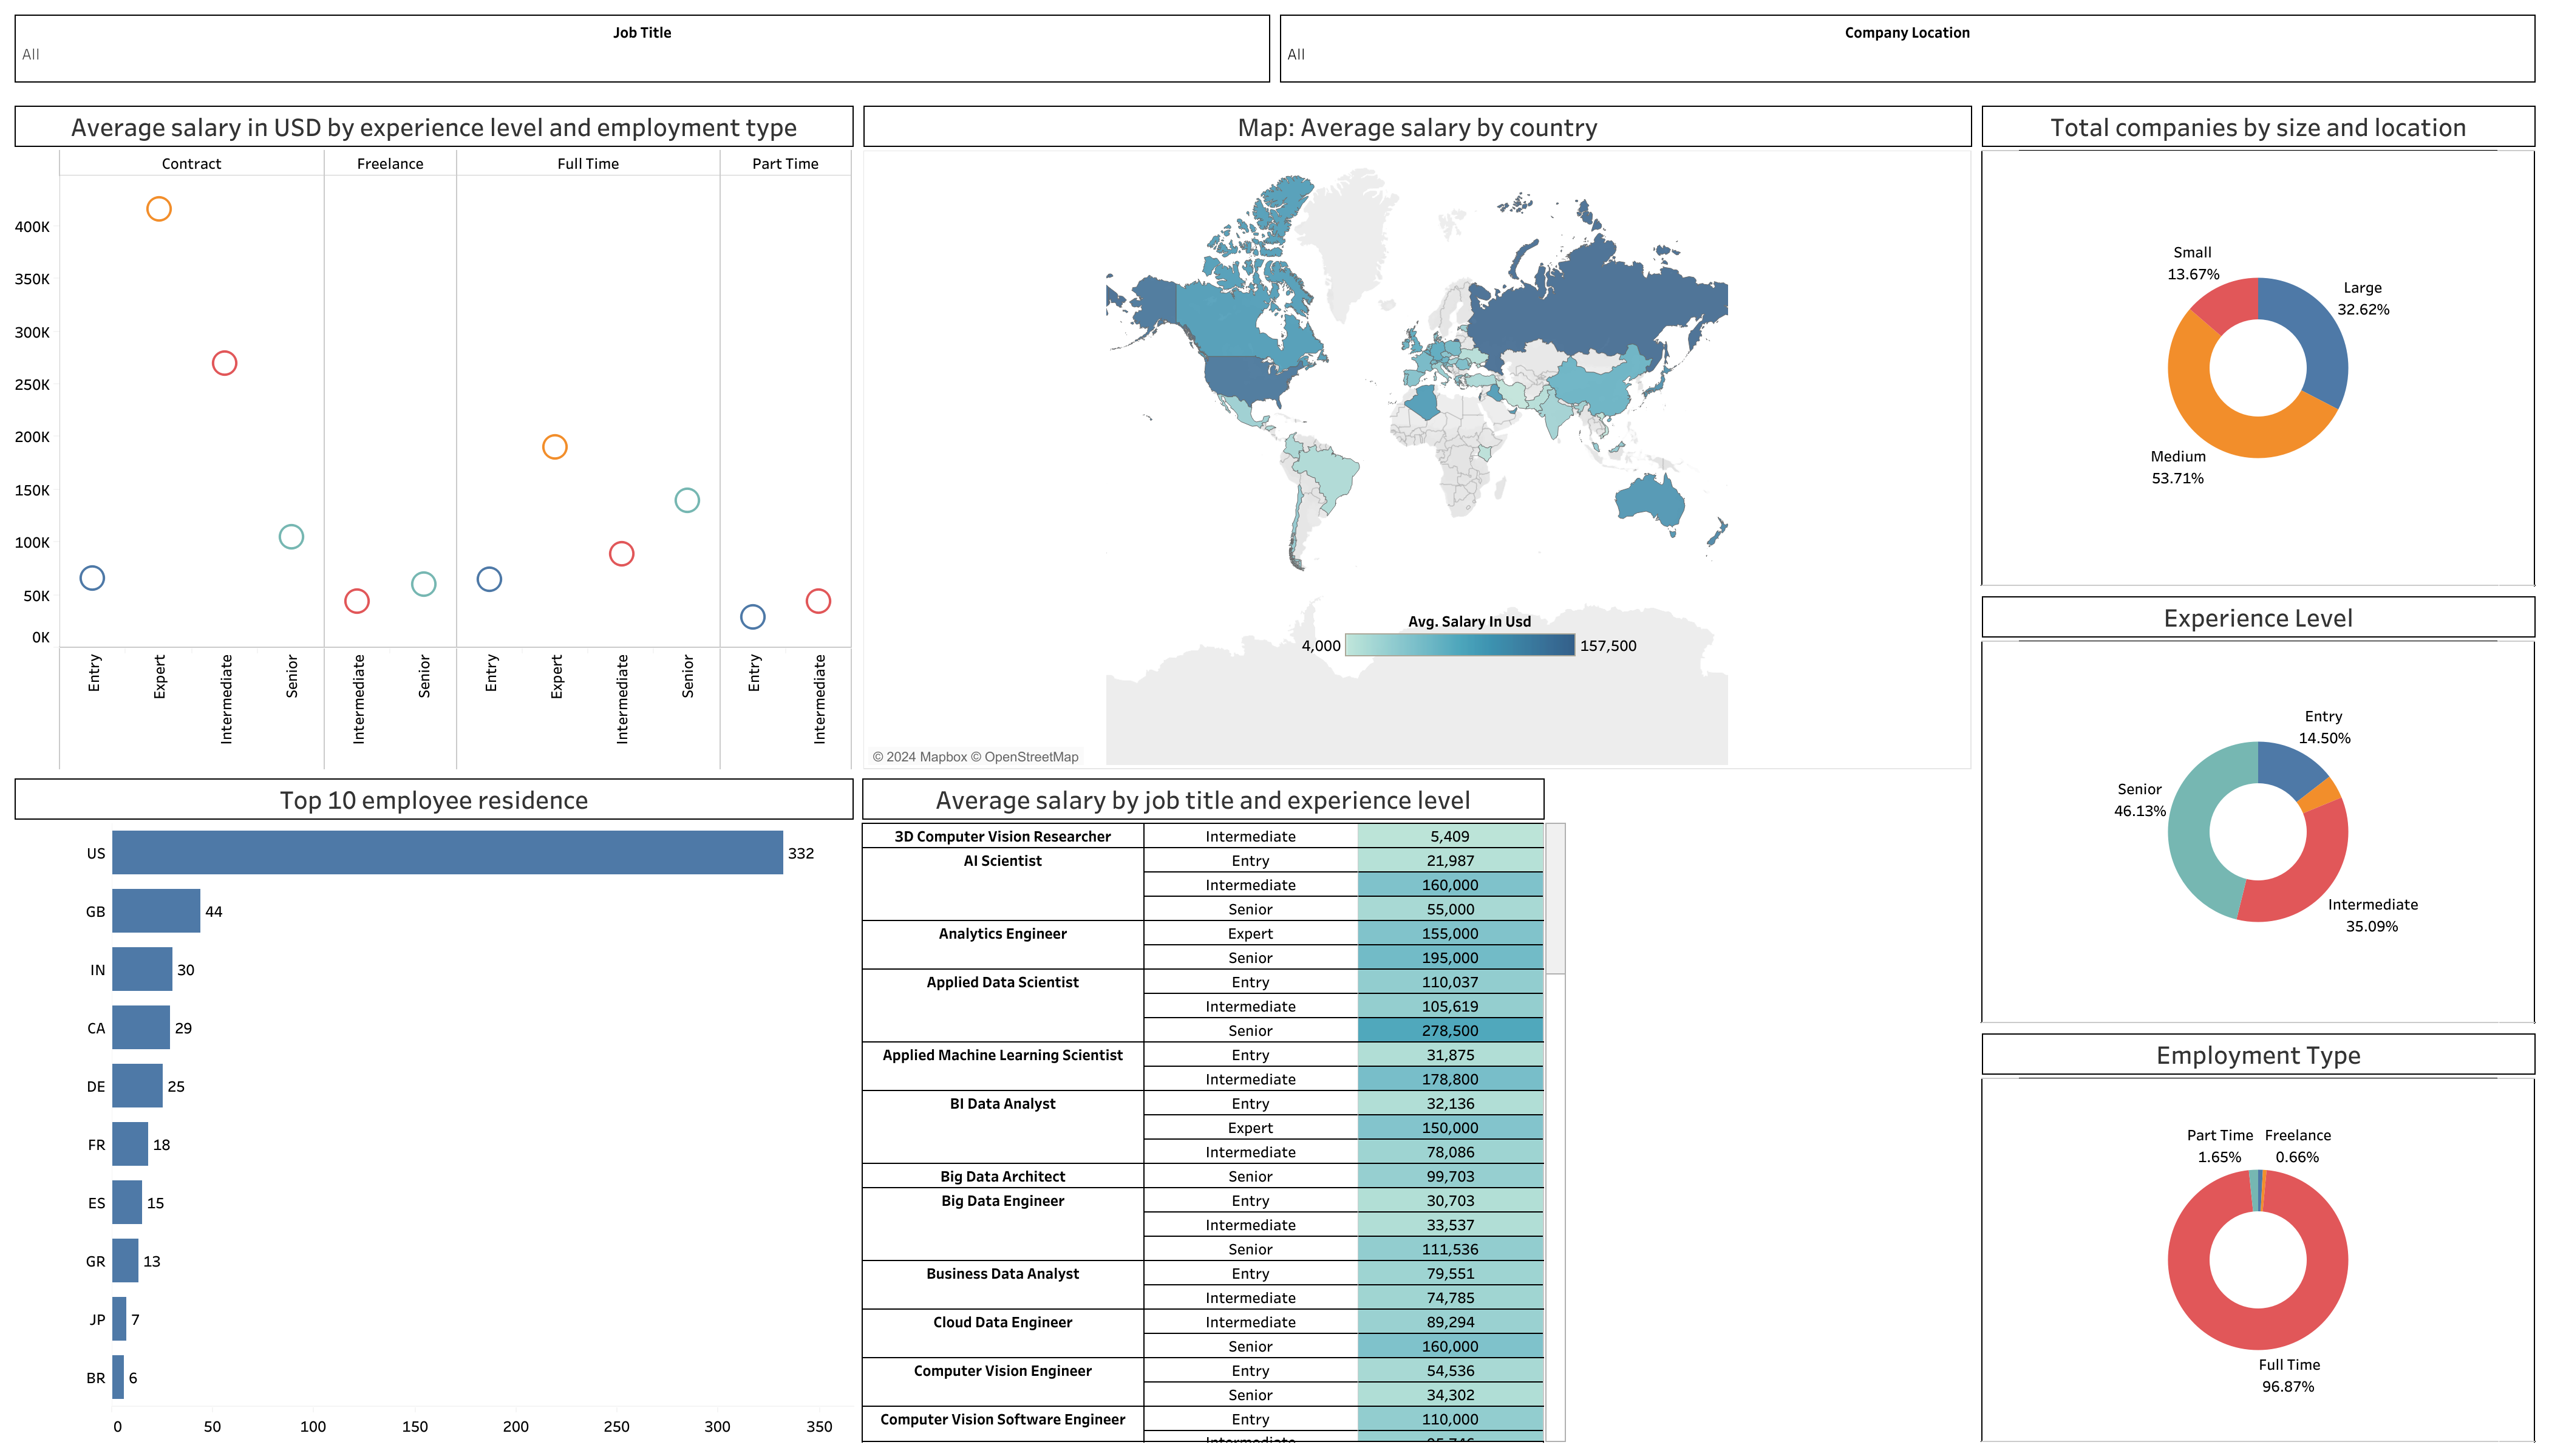 Job Title
All
Company Location
All
Average salary in USD by experience level and employment type
Contract
Freelance
Full Time
Part Time
400K
350K
300K
250K
200K
150K
100K
50K
0K
Entry
Expert
Intermediate
Senior
Intermediate
Senior
Entry
Expert
Intermediate
Senior
Entry
Intermediate
Map: Average salary by country
Avg. Salary In Usd
4,000
157,500
© 2024 Mapbox © OpenStreetMap
Total companies by size and location
Small
13.67%
Large
32.62%
Medium
53.71%
Experience Level
Entry
14.50%
Senior
46.13%
Intermediate
35.09%
Employment Type
Part Time
1.65%
Freelance
0.66%
Full Time
96.87%
Top 10 employee residence
US 332
GB 44
IN 30
CA 29
DE 25
FR 18
ES 15
GR 13
JP 7
BR 6
0 50 100 150 200 250 300 350
Average salary by job title and experience level
3D Computer Vision Researcher Intermediate 5,409
AI Scientist Entry 21,987
Intermediate 160,000
Senior 55,000
Analytics Engineer Expert 155,000
Senior 195,000
Applied Data Scientist Entry 110,037
Intermediate 105,619
Senior 278,500
Applied Machine Learning Scientist Entry 31,875
Intermediate 178,800
BI Data Analyst Entry 32,136
Expert 150,000
Intermediate 78,086
Big Data Architect Senior 99,703
Big Data Engineer Entry 30,703
Intermediate 33,537
Senior 111,536
Business Data Analyst Entry 79,551
Intermediate 74,785
Cloud Data Engineer Intermediate 89,294
Senior 160,000
Computer Vision Engineer Entry 54,536
Senior 34,302
Computer Vision Software Engineer Entry 110,000
Intermediate